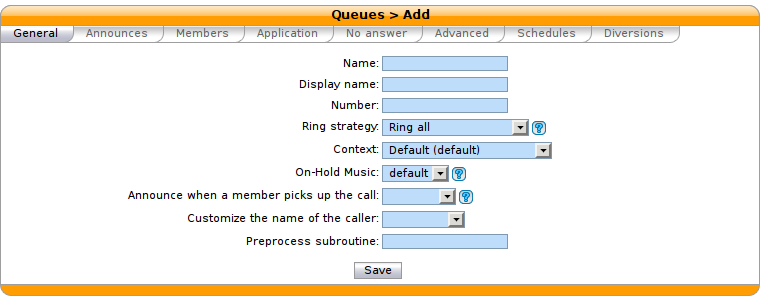 Queues > Add
General Announces Members Application No answer Advanced Schedules Diversions
Name:
Display name:
Number:
Ring strategy: Ring all ?
Context: Default (default)
On-Hold Music: default ?
Announce when a member picks up the call: ?
Customize the name of the caller:
Preprocess subroutine:
Save